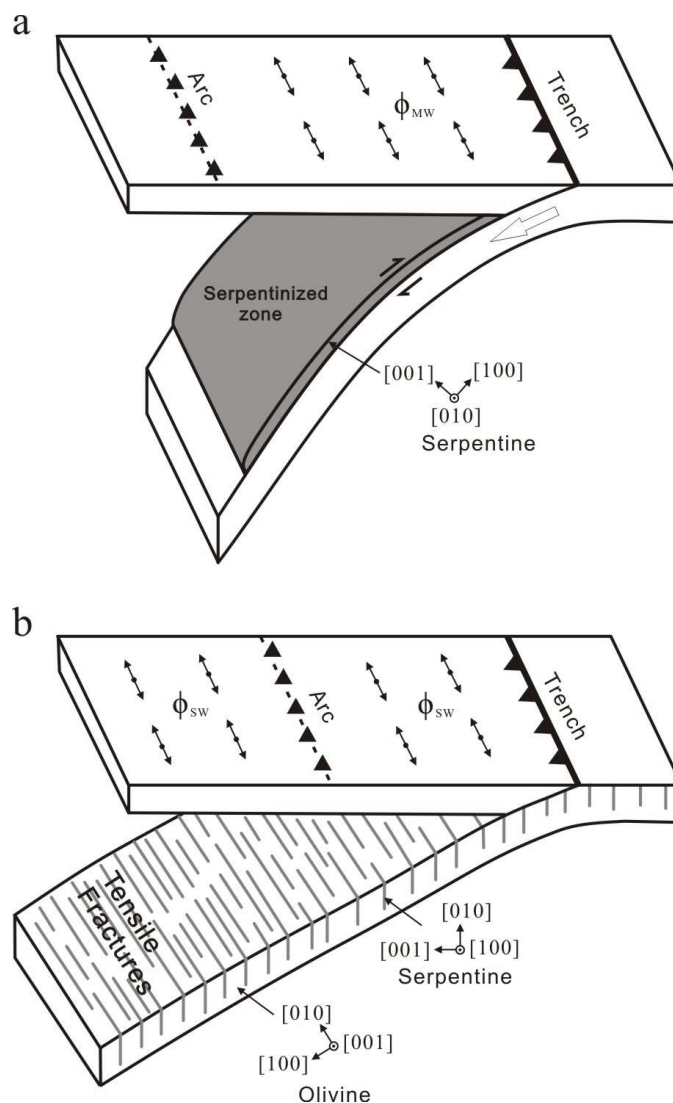 a
Arc
ϕMW
Trench
Serpentinized
zone
[001]
[100]
[010]
Serpentine
b
ϕSW
Arc
ϕSW
Trench
Tensile
Fractures
[010]
[001]
[100]
Serpentine
[010]
[001]
[100]
Olivine